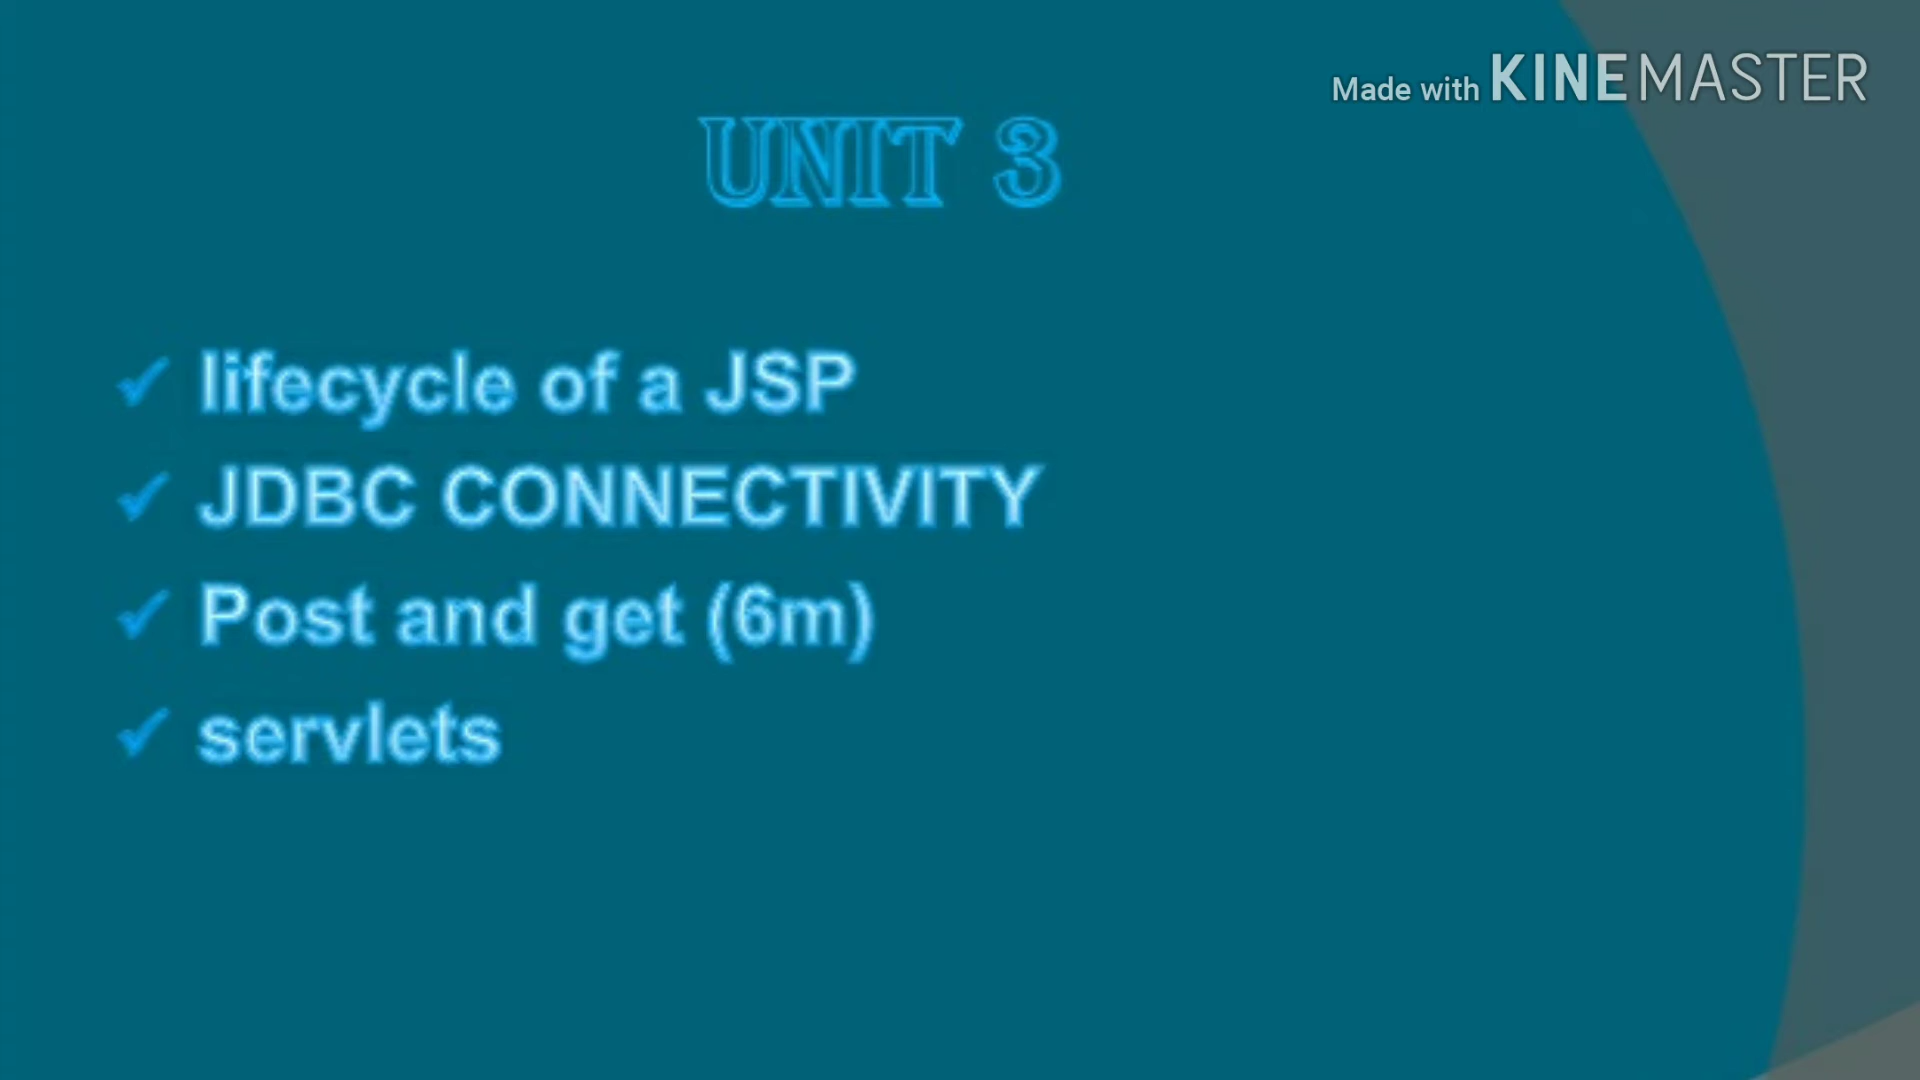 Made with KINEMASTER
UNIT 3
✓ lifecycle of a JSP
✓ JDBC CONNECTIVITY
✓ Post and get (6m)
✓ servlets